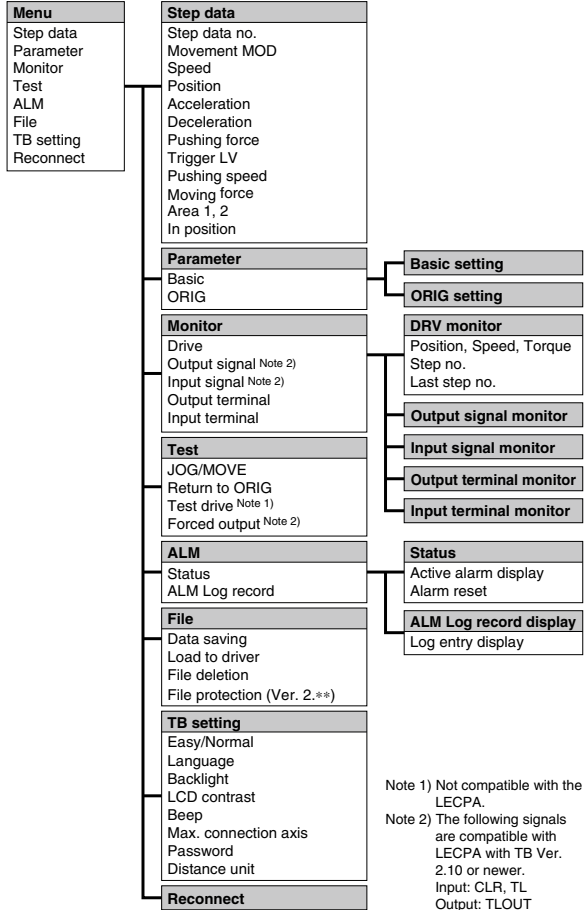 Menu
Step data
Parameter
Monitor
Test
ALM
File
TB setting
Reconnect
Step data
Step data no.
Movement MOD
Speed
Position
Acceleration
Deceleration
Pushing force
Trigger LV
Pushing speed
Moving force
Area 1, 2
In position
Parameter
Basic
ORIG
Basic setting
ORIG setting
Monitor
Drive
Output signal Note 2)
Input signal Note 2)
Output terminal
Input terminal
DRV monitor
Position, Speed, Torque
Step no.
Last step no.
Output signal monitor
Input signal monitor
Output terminal monitor
Input terminal monitor
Test
JOG/MOVE
Return to ORIG
Test drive Note 1)
Forced output Note 2)
ALM
Status
ALM Log record
Status
Active alarm display
Alarm reset
ALM Log record display
Log entry display
File
Data saving
Load to driver
File deletion
File protection (Ver. 2.**)
TB setting
Easy/Normal
Language
Backlight
LCD contrast
Beep
Max. connection axis
Password
Distance unit
Reconnect
Note 1) Not compatible with the
LECPA.
Note 2) The following signals
are compatible with
LECPA with TB Ver.
2.10 or newer.
Input: CLR, TL
Output: TLOUT